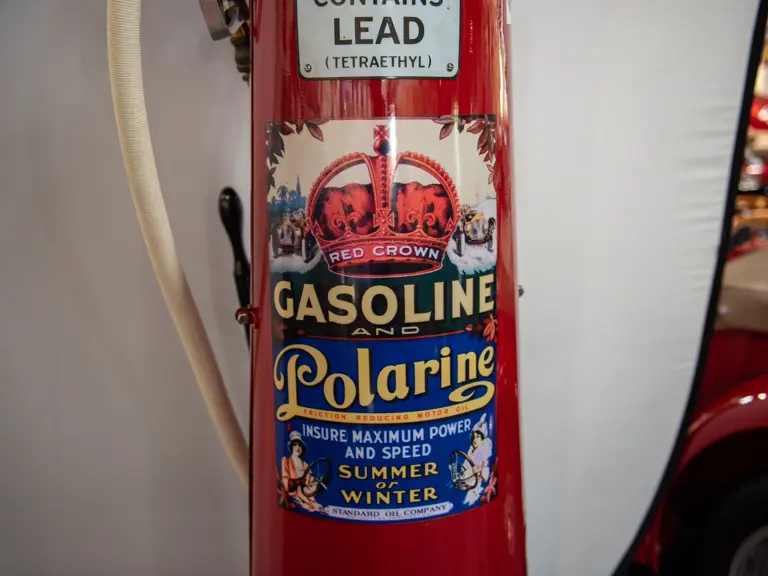 CONTAINS
LEAD
(TETRAETHYL)
RED CROWN
GASOLINE
AND
Polarine
FRICTION REDUCING MOTOR OIL
INSURE MAXIMUM POWER
AND SPEED
SUMMER
or
WINTER
STANDARD OIL COMPANY